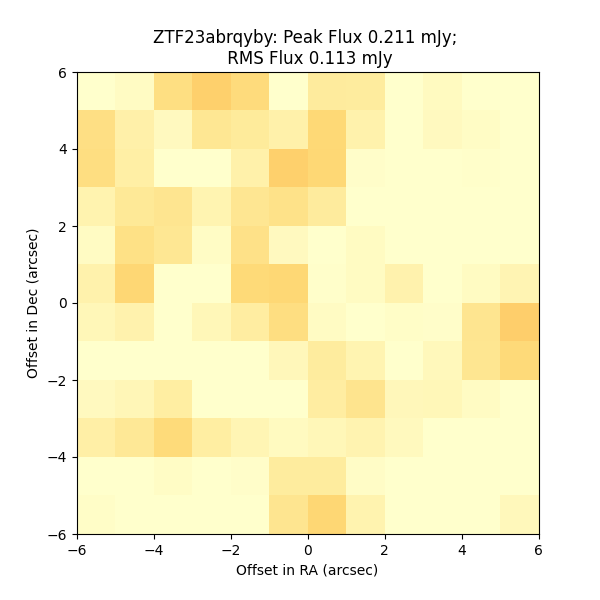 ZTF23abrqyby: Peak Flux 0.211 mJy;
RMS Flux 0.113 mJy
6
4
2
0
−2
−4
−6
Offset in Dec (arcsec)
−6 −4 −2 0 2 4 6
Offset in RA (arcsec)